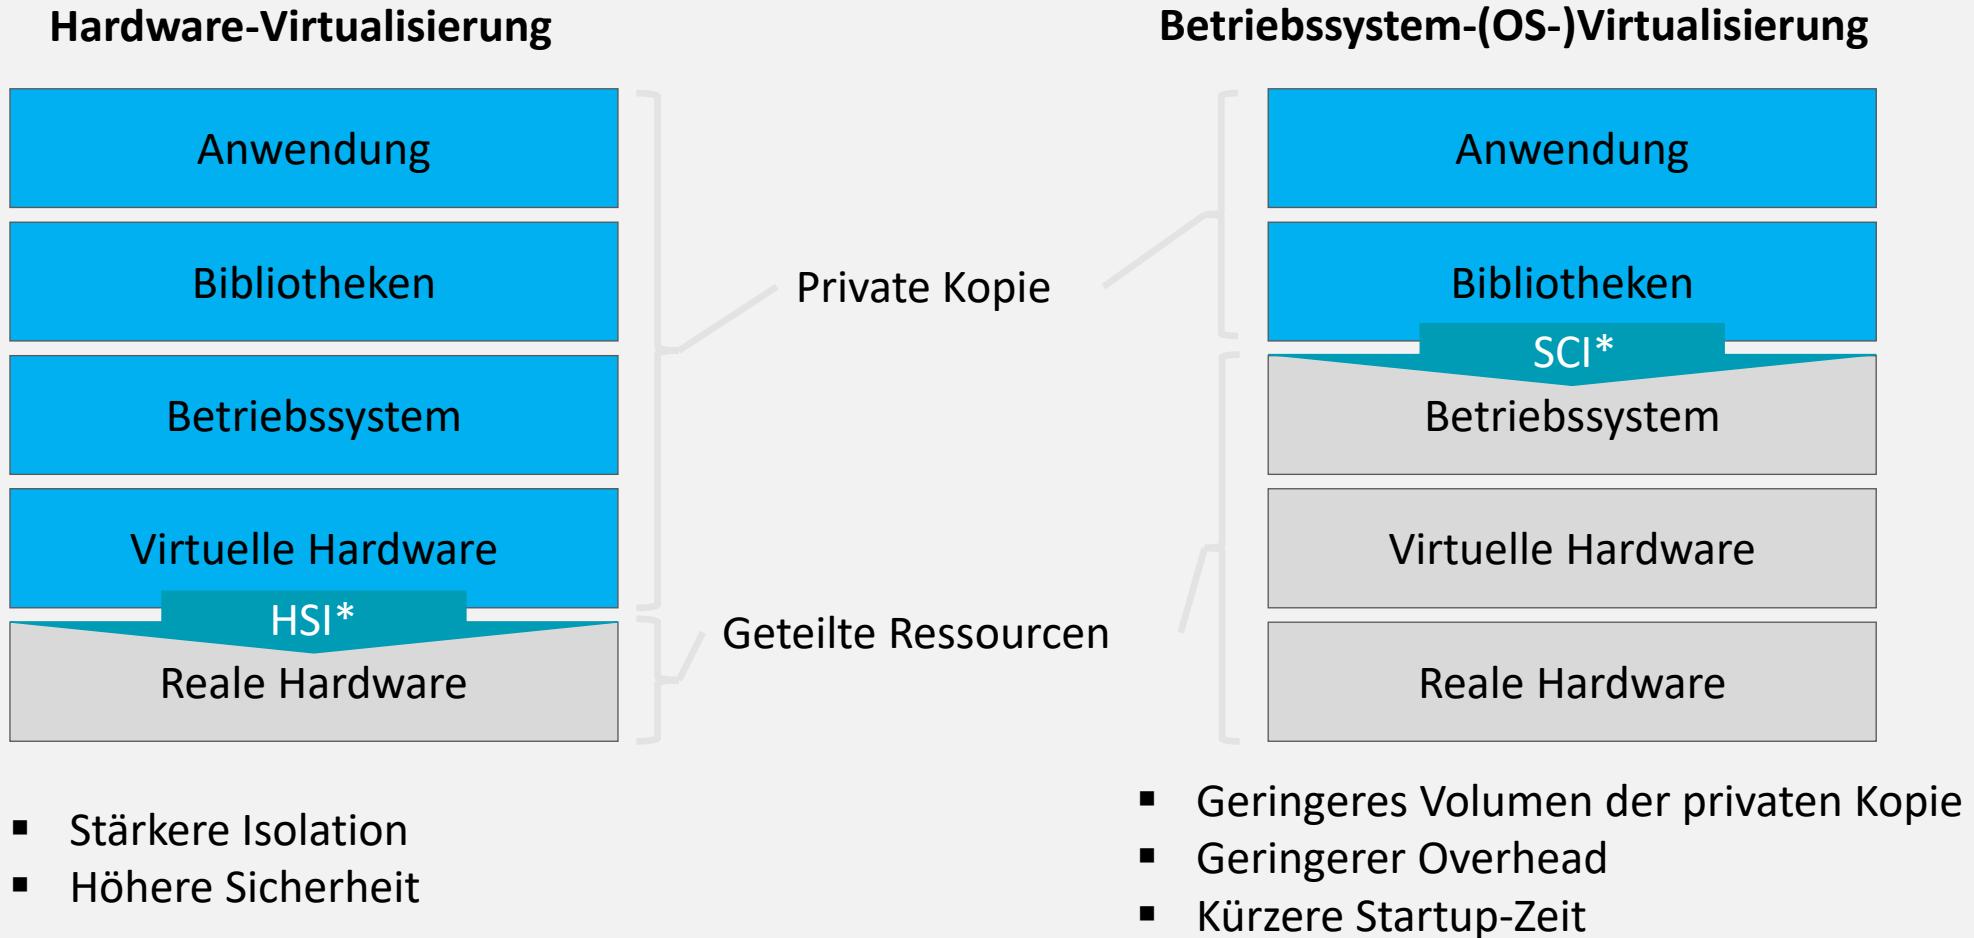 Hardware-Virtualisierung
Anwendung
Bibliotheken
Betriebssystem
Virtuelle Hardware
HSI*
Reale Hardware
▪ Stärkere Isolation
▪ Höhere Sicherheit
Private Kopie
Geteilte Ressourcen
Betriebssystem-(OS-)Virtualisierung
Anwendung
Bibliotheken
SCI*
Betriebssystem
Virtuelle Hardware
Reale Hardware
▪ Geringeres Volumen der privaten Kopie
▪ Geringerer Overhead
▪ Kürzere Startup-Zeit